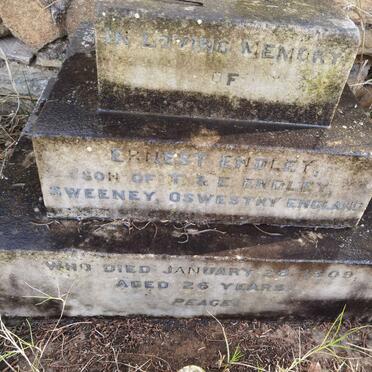 IN LOVING MEMORY
OF
ERNEST ENDLEY,
SON OF T & E ENDLEY,
SWEENEY, OSWESTRY ENGLAND
WHO DIED JANUARY 1909
AGED 26 YEARS
PEACE